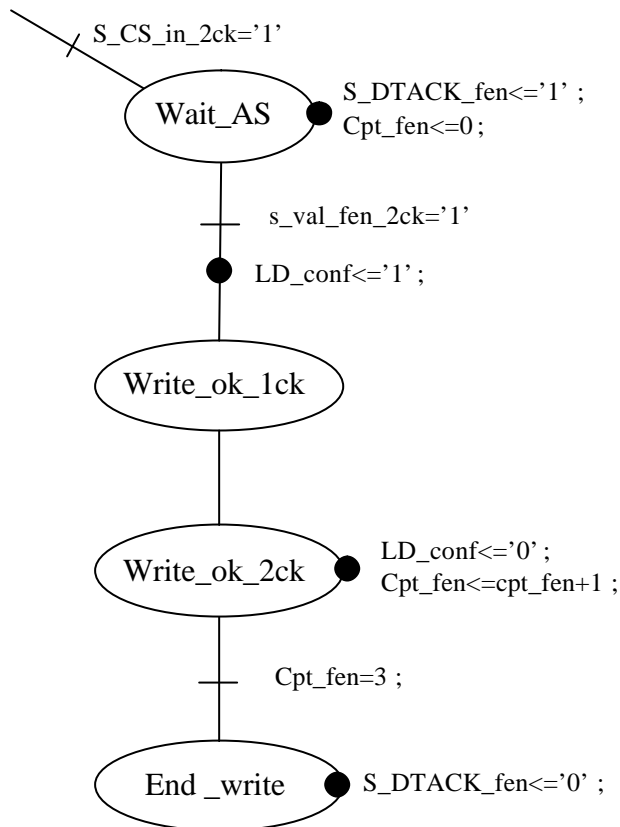 S_CS_in_2ck='1'
Wait_AS
S_DTACK_fen<='1' ;
Cpt_fen<=0 ;
s_val_fen_2ck='1'
LD_conf<='1' ;
Write_ok_1ck
Write_ok_2ck
LD_conf<='0' ;
Cpt_fen<=cpt_fen+1 ;
Cpt_fen=3 ;
End _write
S_DTACK_fen<='0' ;